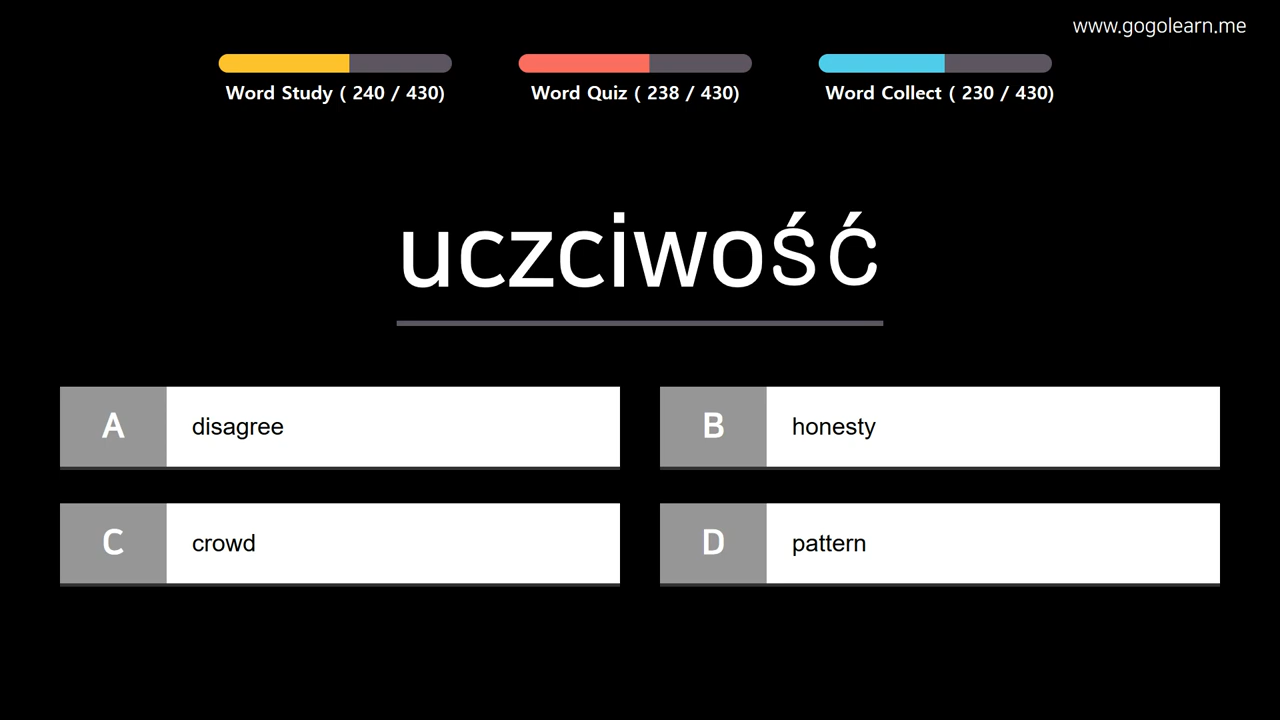 www.gogolearn.me
Word Study ( 240 / 430)
Word Quiz ( 238 / 430)
Word Collect ( 230 / 430)
uczciwość
A disagree
B honesty
C crowd
D pattern